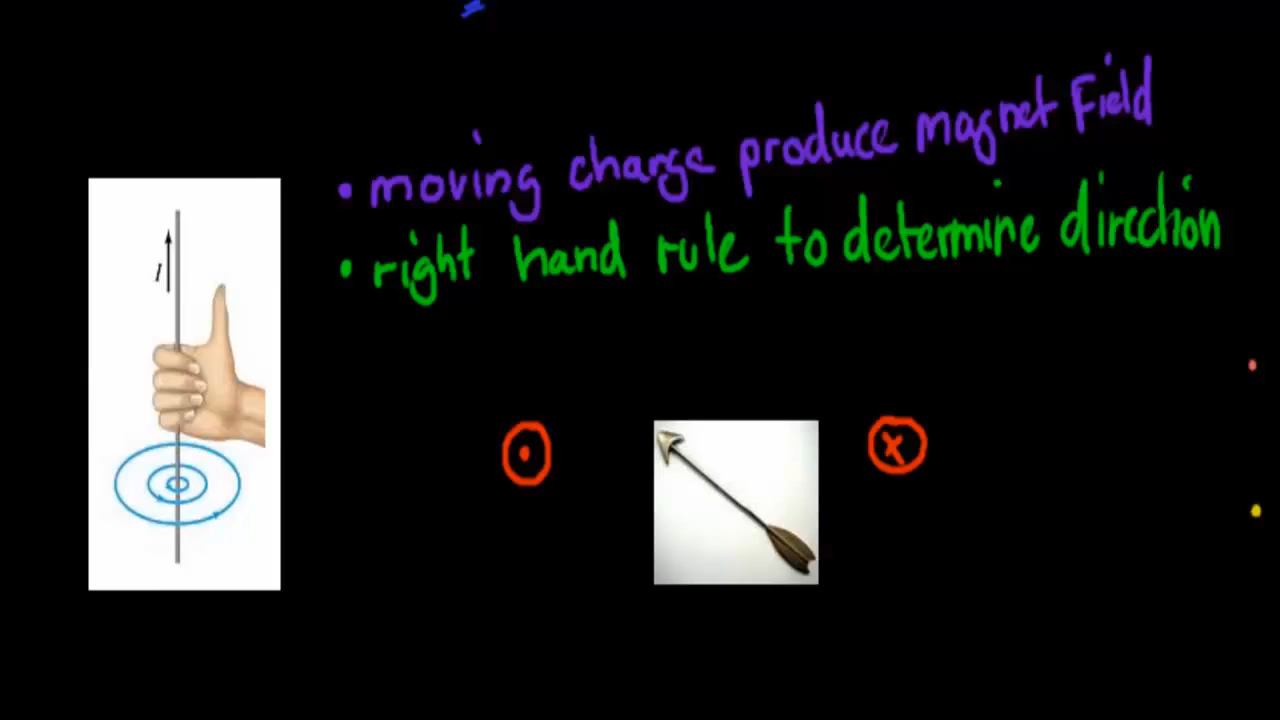 • moving charge produce magnet Field
• right hand rule to determine direction
I
x